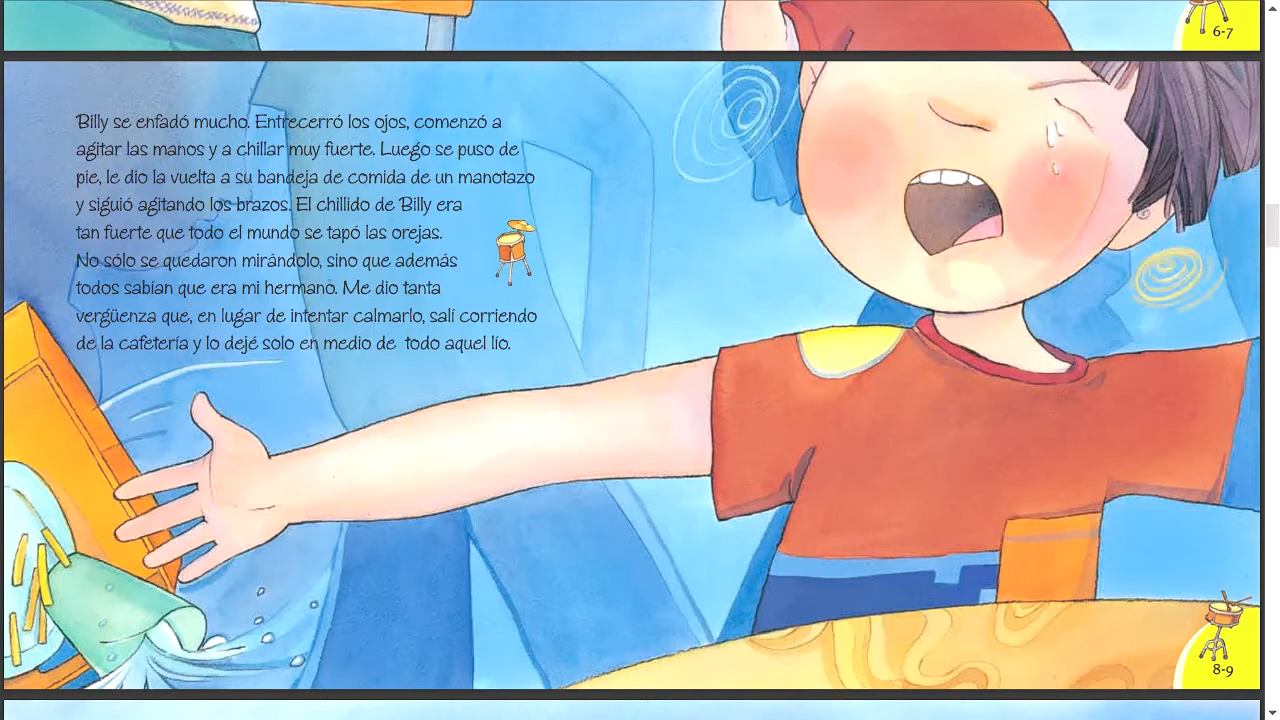 6-7
Billy se enfadó mucho. Entrecerró los ojos, comenzó a
agitar las manos y a chillar muy fuerte. Luego se puso de
pie, le dio la vuelta a su bandeja de comida de un manotazo
y siguió agitando los brazos. El chillido de Billy era
tan fuerte que todo el mundo se tapó las orejas.
No sólo se quedaron mirándolo, sino que además
todos sabían que era mi hermano. Me dio tanta
vergüenza que, en lugar de intentar calmarlo, salí corriendo
de la cafetería y lo dejé solo en medio de todo aquel lío.
8-9